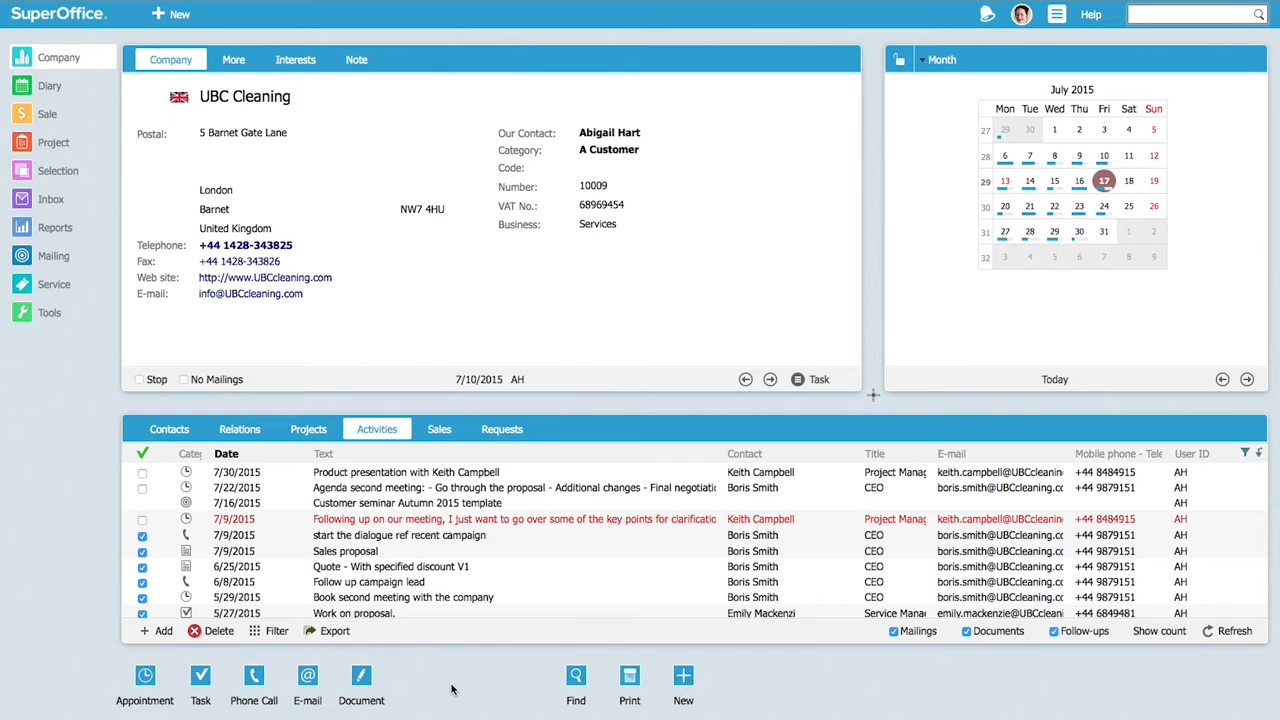 SuperOffice.
New
Help
Company
Diary
Sale
Project
Selection
Inbox
Reports
Mailing
Service
Tools
Company More Interests Note
UBC Cleaning
Postal: 5 Barnet Gate Lane
London
Barnet NW7 4HU
United Kingdom
Telephone: +44 1428-343825
Fax: +44 1428-343826
Web site: http://www.UBCcleaning.com
E-mail: info@UBCcleaning.com
Our Contact: Abigail Hart
Category: A Customer
Code:
Number: 10009
VAT No.: 68969454
Business: Services
Stop No Mailings 7/10/2015 AH Task
Month
July 2015
Mon Tue Wed Thu Fri Sat Sun
27 29 30 1 2 3 4 5
28 6 7 8 9 10 11 12
29 13 14 15 16 17 18 19
30 20 21 22 23 24 25 26
31 27 28 29 30 31 1 2
32 3 4 5 6 7 8 9
Today
Contacts Relations Projects Activities Sales Requests
Categ Date Text Contact Title E-mail Mobile phone - Tele User ID
7/30/2015 Product presentation with Keith Campbell Keith Campbell Project Manag keith.campbell@UBCcleanin +44 8484915 AH
7/22/2015 Agenda second meeting: - Go through the proposal - Additional changes - Final negotiatio Boris Smith CEO boris.smith@UBCcleaning.cc +44 9879151 AH
7/16/2015 Customer seminar Autumn 2015 template AH
7/9/2015 Following up on our meeting, I just want to go over some of the key points for clarificatio Keith Campbell Project Manag keith.campbell@UBCcleanin +44 8484915 AH
7/9/2015 start the dialogue ref recent campaign Boris Smith CEO boris.smith@UBCcleaning.cc +44 9879151 AH
7/9/2015 Sales proposal Boris Smith CEO boris.smith@UBCcleaning.cc +44 9879151 AH
6/25/2015 Quote - With specified discount V1 Boris Smith CEO boris.smith@UBCcleaning.cc +44 9879151 AH
6/8/2015 Follow up campaign lead Boris Smith CEO boris.smith@UBCcleaning.cc +44 9879151 AH
5/29/2015 Book second meeting with the company Boris Smith CEO boris.smith@UBCcleaning.cc +44 9879151 AH
5/27/2015 Work on proposal. Emily Mackenzi Service Manag emily.mackenzie@UBCcleani +44 6849481 AH
Add Delete Filter Export Mailings Documents Follow-ups Show count Refresh
Appointment Task Phone Call E-mail Document Find Print New